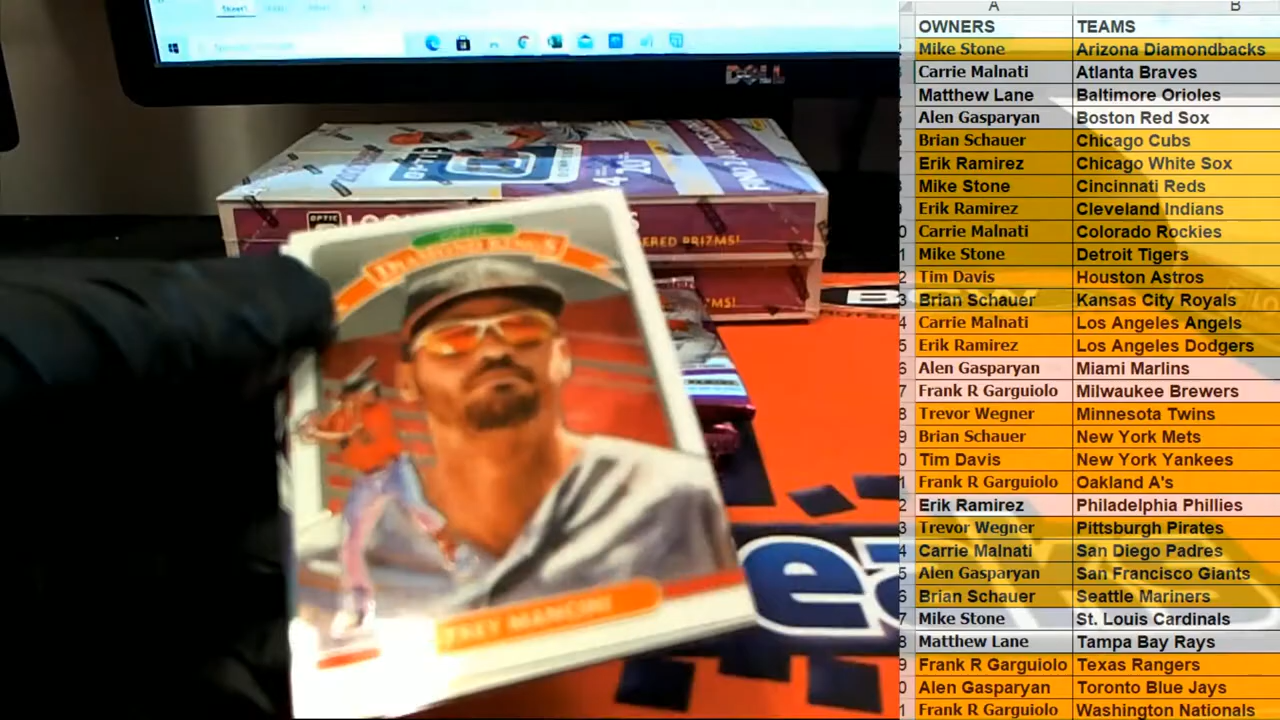 DELL
OPTIC
DIAMOND KINGS
TREY MANCINI
A B
OWNERS TEAMS
Mike Stone Arizona Diamondbacks
Carrie Malnati Atlanta Braves
Matthew Lane Baltimore Orioles
Alen Gasparyan Boston Red Sox
Brian Schauer Chicago Cubs
Erik Ramirez Chicago White Sox
Mike Stone Cincinnati Reds
Erik Ramirez Cleveland Indians
Carrie Malnati Colorado Rockies
Mike Stone Detroit Tigers
Tim Davis Houston Astros
Brian Schauer Kansas City Royals
Carrie Malnati Los Angeles Angels
Erik Ramirez Los Angeles Dodgers
Alen Gasparyan Miami Marlins
Frank R Garguiolo Milwaukee Brewers
Trevor Wegner Minnesota Twins
Brian Schauer New York Mets
Tim Davis New York Yankees
Frank R Garguiolo Oakland A's
Erik Ramirez Philadelphia Phillies
Trevor Wegner Pittsburgh Pirates
Carrie Malnati San Diego Padres
Alen Gasparyan San Francisco Giants
Brian Schauer Seattle Mariners
Mike Stone St. Louis Cardinals
Matthew Lane Tampa Bay Rays
Frank R Garguiolo Texas Rangers
Alen Gasparyan Toronto Blue Jays
Frank R Garguiolo Washington Nationals